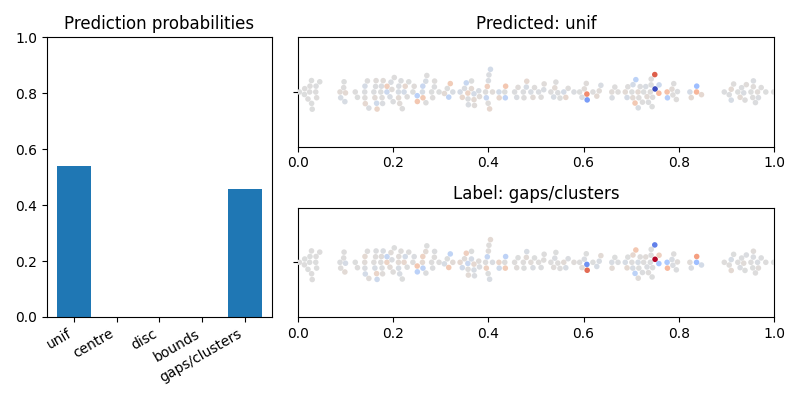 Prediction probabilities
1.0
0.8
0.6
0.4
0.2
0.0
unif
centre
disc
bounds
gaps/clusters
Predicted: unif
0.0 0.2 0.4 0.6 0.8 1.0
Label: gaps/clusters
0.0 0.2 0.4 0.6 0.8 1.0